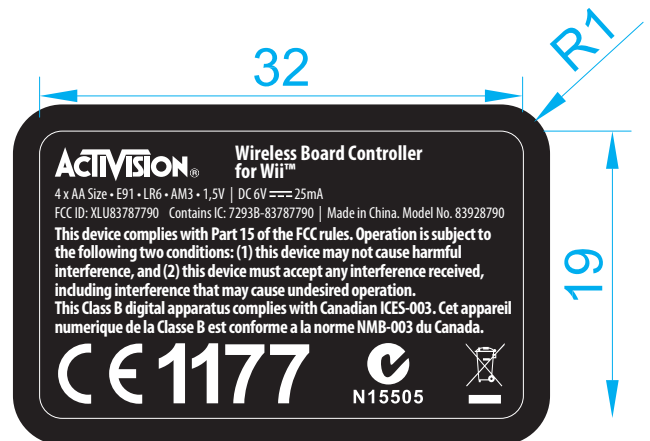 32
R1
19
ACTIVISION®
Wireless Board Controller
for Wii™
4 x AA Size • E91 • LR6 • AM3 • 1,5V | DC 6V ⎓ 25mA
FCC ID: XLU83787790 Contains IC: 7293B-83787790 | Made in China. Model No. 83928790
This device complies with Part 15 of the FCC rules. Operation is subject to
the following two conditions: (1) this device may not cause harmful
interference, and (2) this device must accept any interference received,
including interference that may cause undesired operation.
This Class B digital apparatus complies with Canadian ICES-003. Cet appareil
numerique de la Classe B est conforme a la norme NMB-003 du Canada.
CE 1177
N15505